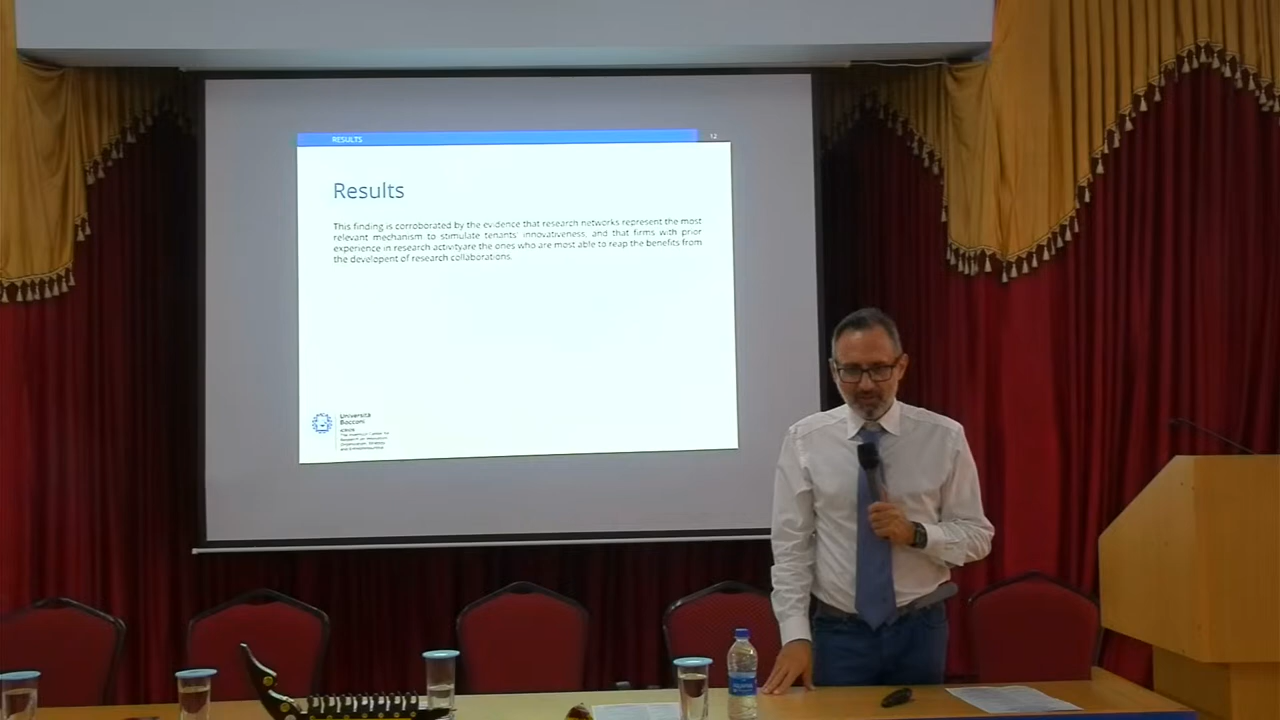 RESULTS
12
Results
This finding is corroborated by the evidence that research networks represent the most
relevant mechanism to stimulate tenants' innovativeness, and that firms with prior
experience in research activityare the ones who are most able to reap the benefits from
the developent of research collaborations.
Università
Bocconi
ICRIOS